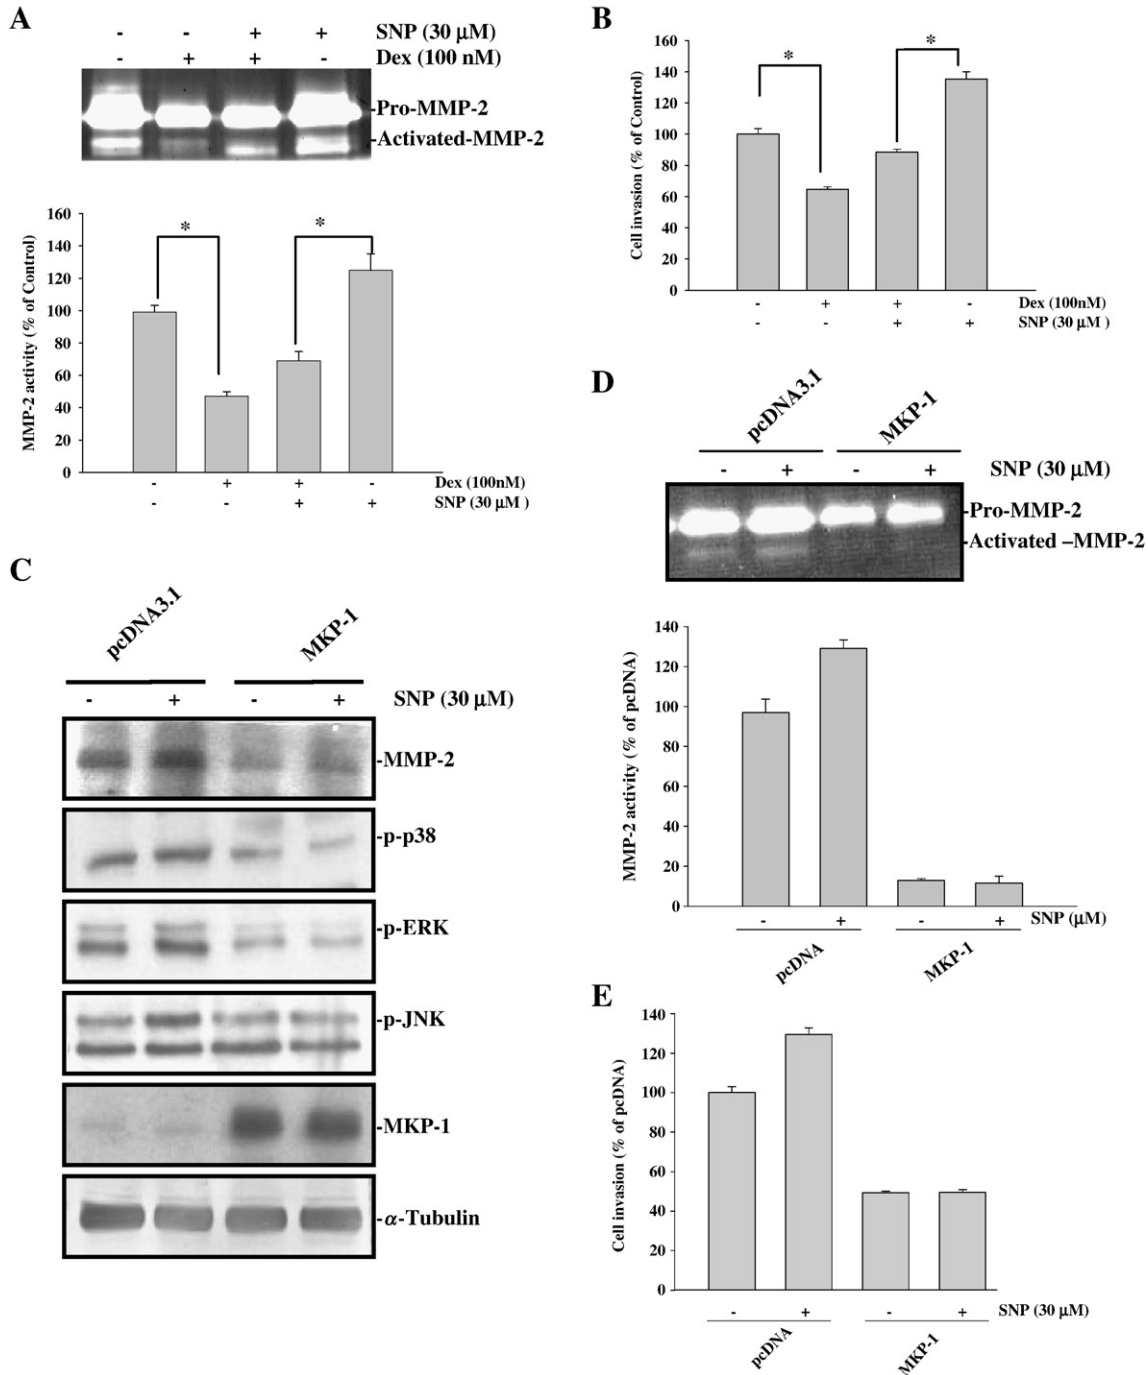 A
- - + + SNP (30 μM)
- + + - Dex (100 nM)
-Pro-MMP-2
-Activated-MMP-2
MMP-2 activity (% of Control)
160
140
120
100
80
60
40
20
0
*
*
- + + - Dex (100nM)
- - + + SNP (30 μM )
B
Cell invasion (% of Control)
160
140
120
100
80
60
40
20
0
*
*
- + + - Dex (100nM)
- - + + SNP (30 μM )
C
pcDNA3.1 MKP-1
- + - + SNP (30 μM)
-MMP-2
-p-p38
-p-ERK
-p-JNK
-MKP-1
-α-Tubulin
D
pcDNA3.1 MKP-1
- + - + SNP (30 μM)
-Pro-MMP-2
-Activated –MMP-2
MMP-2 activity (% of pcDNA)
140
120
100
80
60
40
20
0
- + - + SNP (μM)
pcDNA MKP-1
E
Cell invasion (% of pcDNA)
140
120
100
80
60
40
20
0
- + - + SNP (30 μM)
pcDNA MKP-1